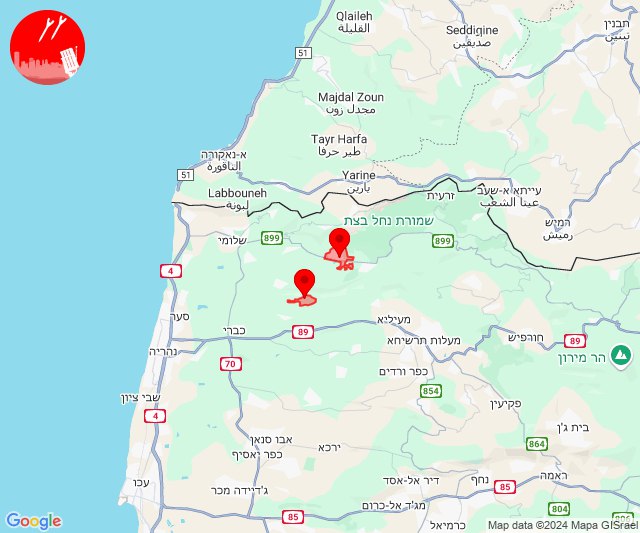 Qlaileh
القليلة
Seddiqine
صديقين
תבנין
تبنين
51
Majdal Zoun
مجدل زون
Tayr Harfa
طير حرفا
א-נאקורה
الناقورة
51
Yarine
يارين
Labbouneh
لبونة
זרעית
עייתא א-שעב
عيتا الشعب
רמיש
رميش
שמורת נחל בצת
שלומי
899
899
4
סער
מעיליא
כברי
89
חורפיש
89
נהריה
מעלות תרשיחא
הר מירון
70
כפר ורדים
שבי ציון
854
פקיעין
4
בית ג'ן
אבו סנאן
ירכא
864
כפר יאסיף
ראמה
עכו
ג'דיידה מכר
דיר אל-אסד
נחף
85
85
מג'ד אל-כרום
804
806
כרמיאל
Google
Map data ©2024 Mapa GISrael